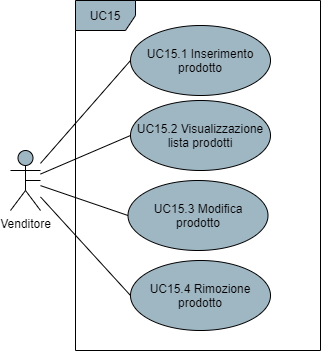 UC15
UC15.1 Inserimento
prodotto
UC15.2 Visualizzazione
lista prodotti
Venditore
UC15.3 Modifica
prodotto
UC15.4 Rimozione
prodotto